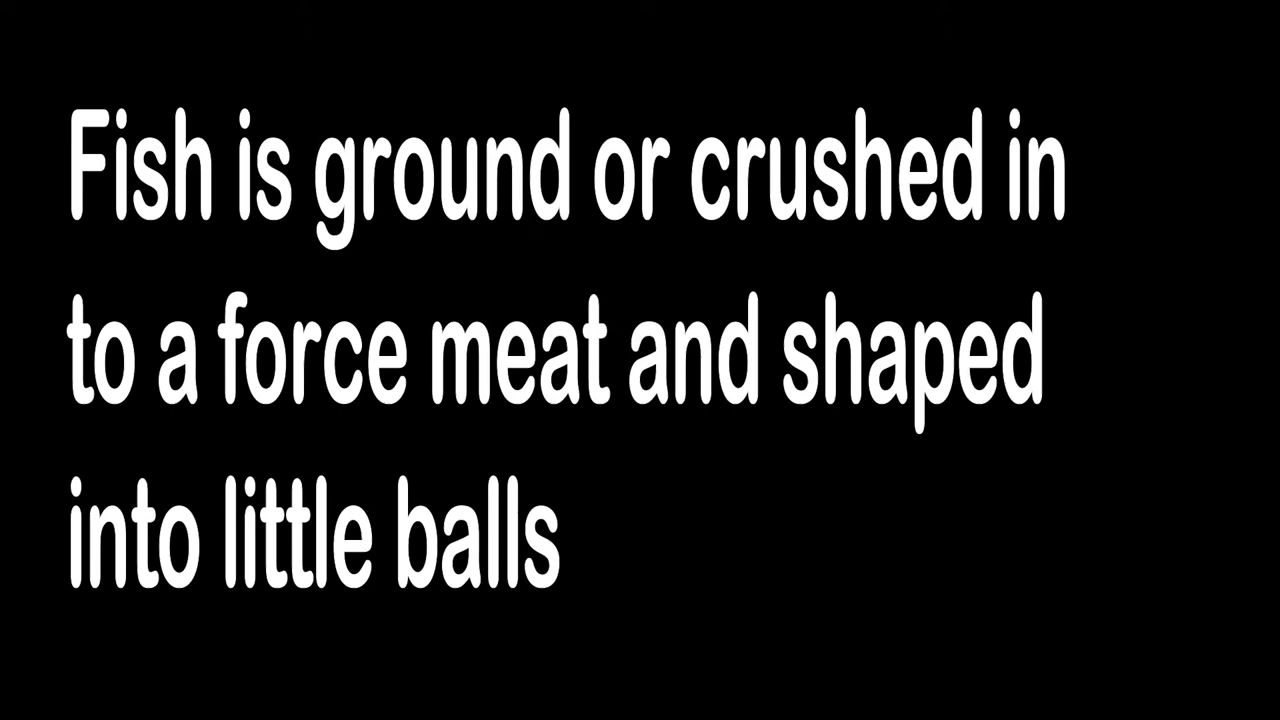 Fish is ground or crushed in
to a force meat and shaped
into little balls